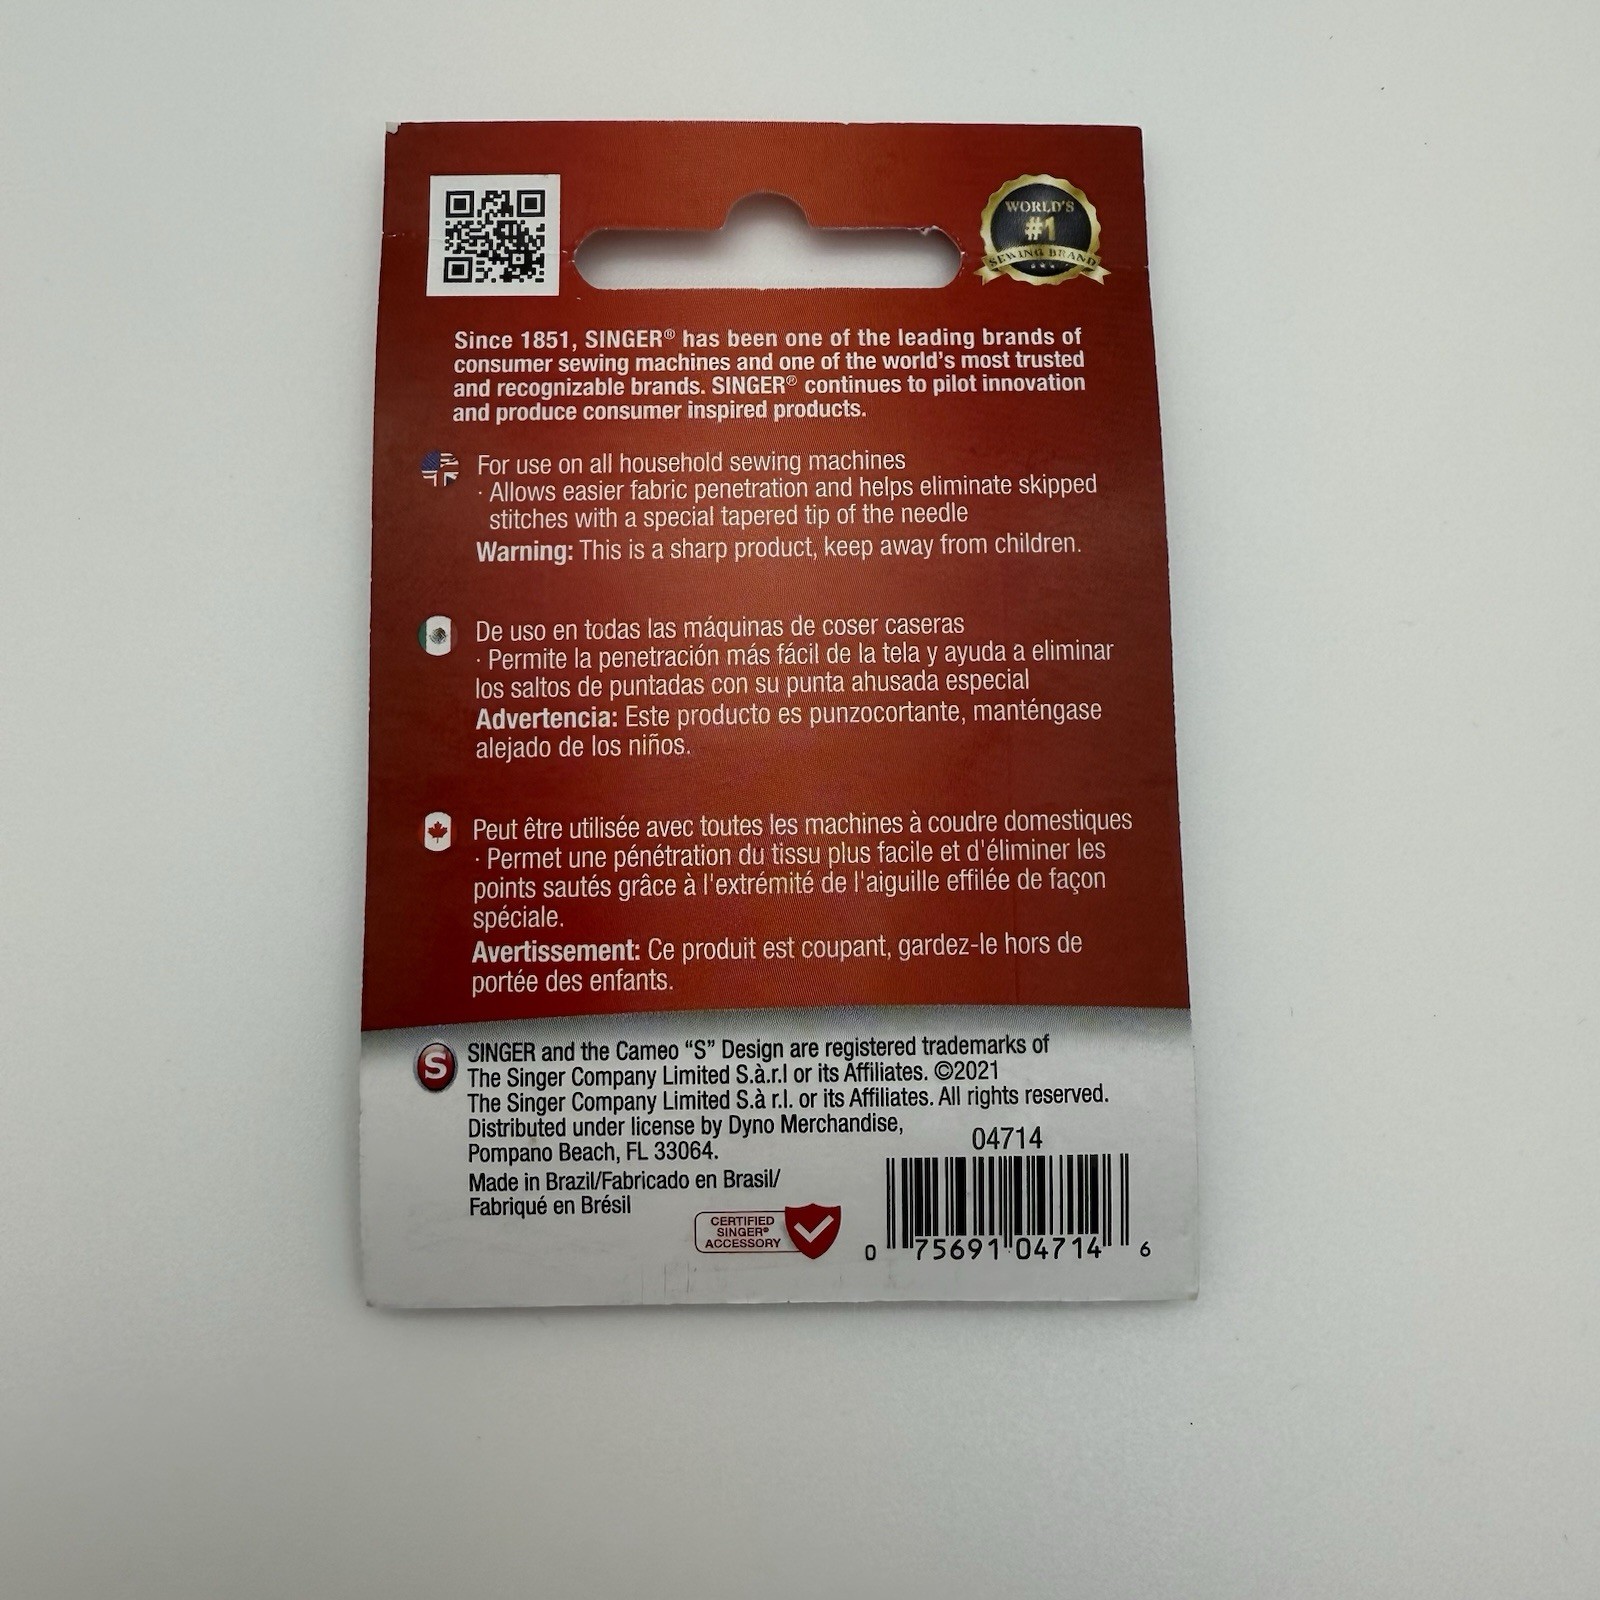 WORLD'S
#1
SEWING BRAND
Since 1851, SINGER® has been one of the leading brands of
consumer sewing machines and one of the world's most trusted
and recognizable brands. SINGER® continues to pilot innovation
and produce consumer inspired products.
For use on all household sewing machines
· Allows easier fabric penetration and helps eliminate skipped
stitches with a special tapered tip of the needle
Warning: This is a sharp product, keep away from children.
De uso en todas las máquinas de coser caseras
· Permite la penetración más fácil de la tela y ayuda a eliminar
los saltos de puntadas con su punta ahusada especial
Advertencia: Este producto es punzocortante, manténgase
alejado de los niños.
Peut être utilisée avec toutes les machines à coudre domestiques
· Permet une pénétration du tissu plus facile et d'éliminer les
points sautés grâce à l'extrémité de l'aiguille effilée de façon
spéciale.
Avertissement: Ce produit est coupant, gardez-le hors de
portée des enfants.
S
SINGER and the Cameo “S” Design are registered trademarks of
The Singer Company Limited S.à.r.l or its Affiliates. ©2021
The Singer Company Limited S.à r.l. or its Affiliates. All rights reserved.
Distributed under license by Dyno Merchandise,
Pompano Beach, FL 33064.
Made in Brazil/Fabricado en Brasil/
Fabriqué en Brésil
CERTIFIED
SINGER®
ACCESSORY
04714
0 75691 04714 6